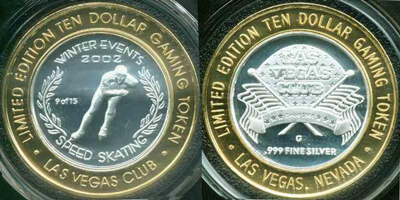 LIMITED EDITION TEN DOLLAR GAMING TOKEN
WINTER EVENTS
2002
9 of 15
SPEED SKATING
• LAS VEGAS CLUB •
LIMITED EDITION TEN DOLLAR GAMING TOKEN
LAS
VEGAS
CLUB
G
.999 FINE SILVER
• LAS VEGAS, NEVADA •